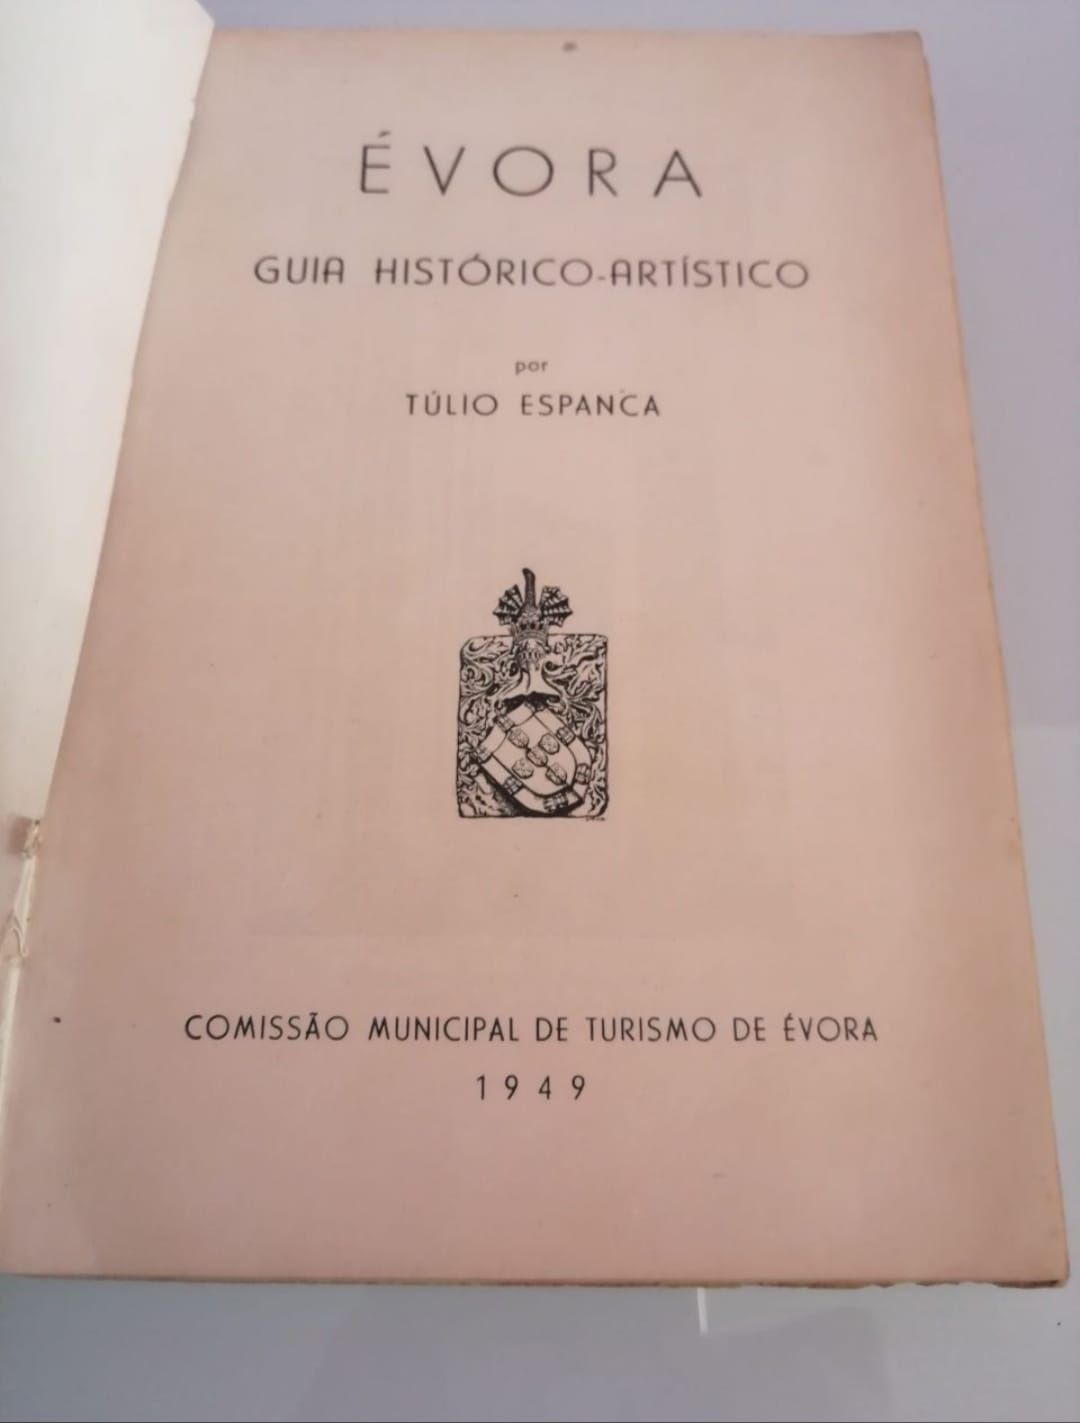 ÉVORA
GUIA HISTÓRICO-ARTÍSTICO
por
TÚLIO ESPANCA
COMISSÃO MUNICIPAL DE TURISMO DE ÉVORA
1949